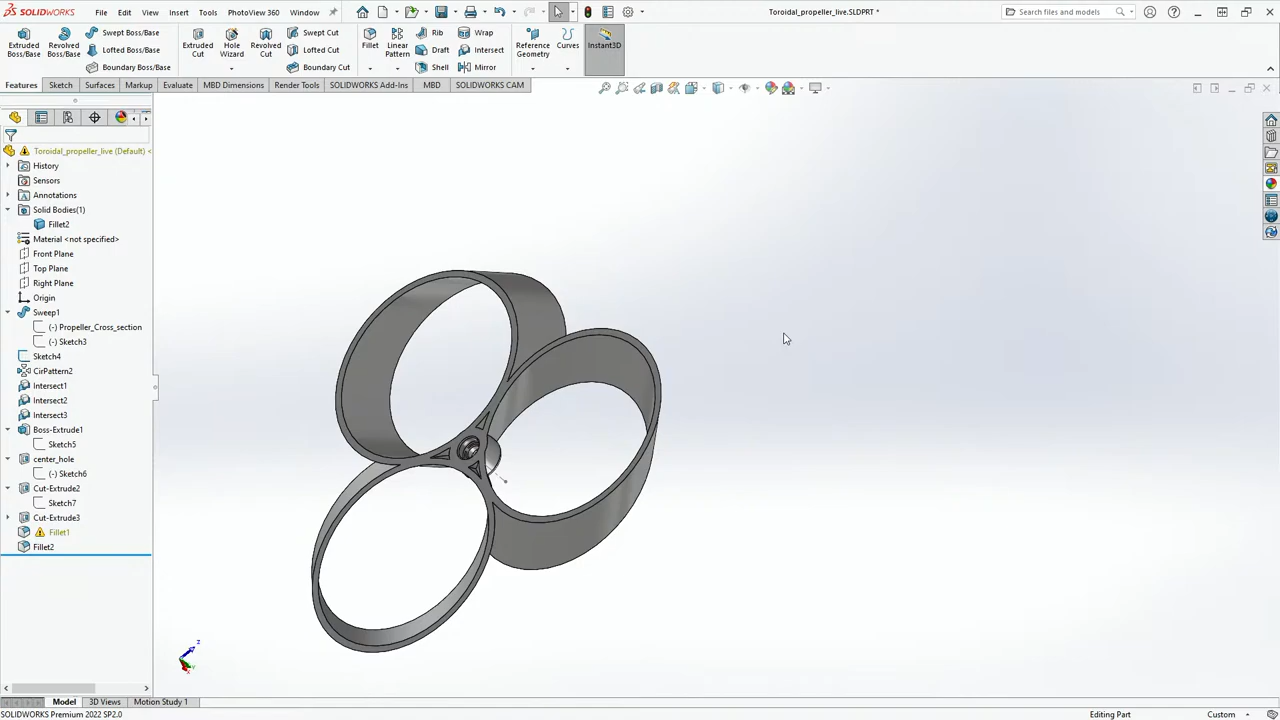 SOLIDWORKS File Edit View Insert Tools PhotoView 360 Window Toroidal_propeller_live.SLDPRT * Search files and models
Extruded Boss/Base
Revolved Boss/Base
Swept Boss/Base
Lofted Boss/Base
Boundary Boss/Base
Extruded Cut
Hole Wizard
Revolved Cut
Swept Cut
Lofted Cut
Boundary Cut
Fillet
Linear Pattern
Rib
Draft
Shell
Wrap
Intersect
Mirror
Reference Geometry
Curves
Instant3D
Features Sketch Surfaces Markup Evaluate MBD Dimensions Render Tools SOLIDWORKS Add-Ins MBD SOLIDWORKS CAM
Toroidal_propeller_live (Default) <
History
Sensors
Annotations
Solid Bodies(1)
Fillet2
Material <not specified>
Front Plane
Top Plane
Right Plane
Origin
Sweep1
(-) Propeller_Cross_section
(-) Sketch3
Sketch4
CirPattern2
Intersect1
Intersect2
Intersect3
Boss-Extrude1
Sketch5
center_hole
(-) Sketch6
Cut-Extrude2
Sketch7
Cut-Extrude3
Fillet1
Fillet2
Model 3D Views Motion Study 1
SOLIDWORKS Premium 2022 SP2.0 Editing Part Custom